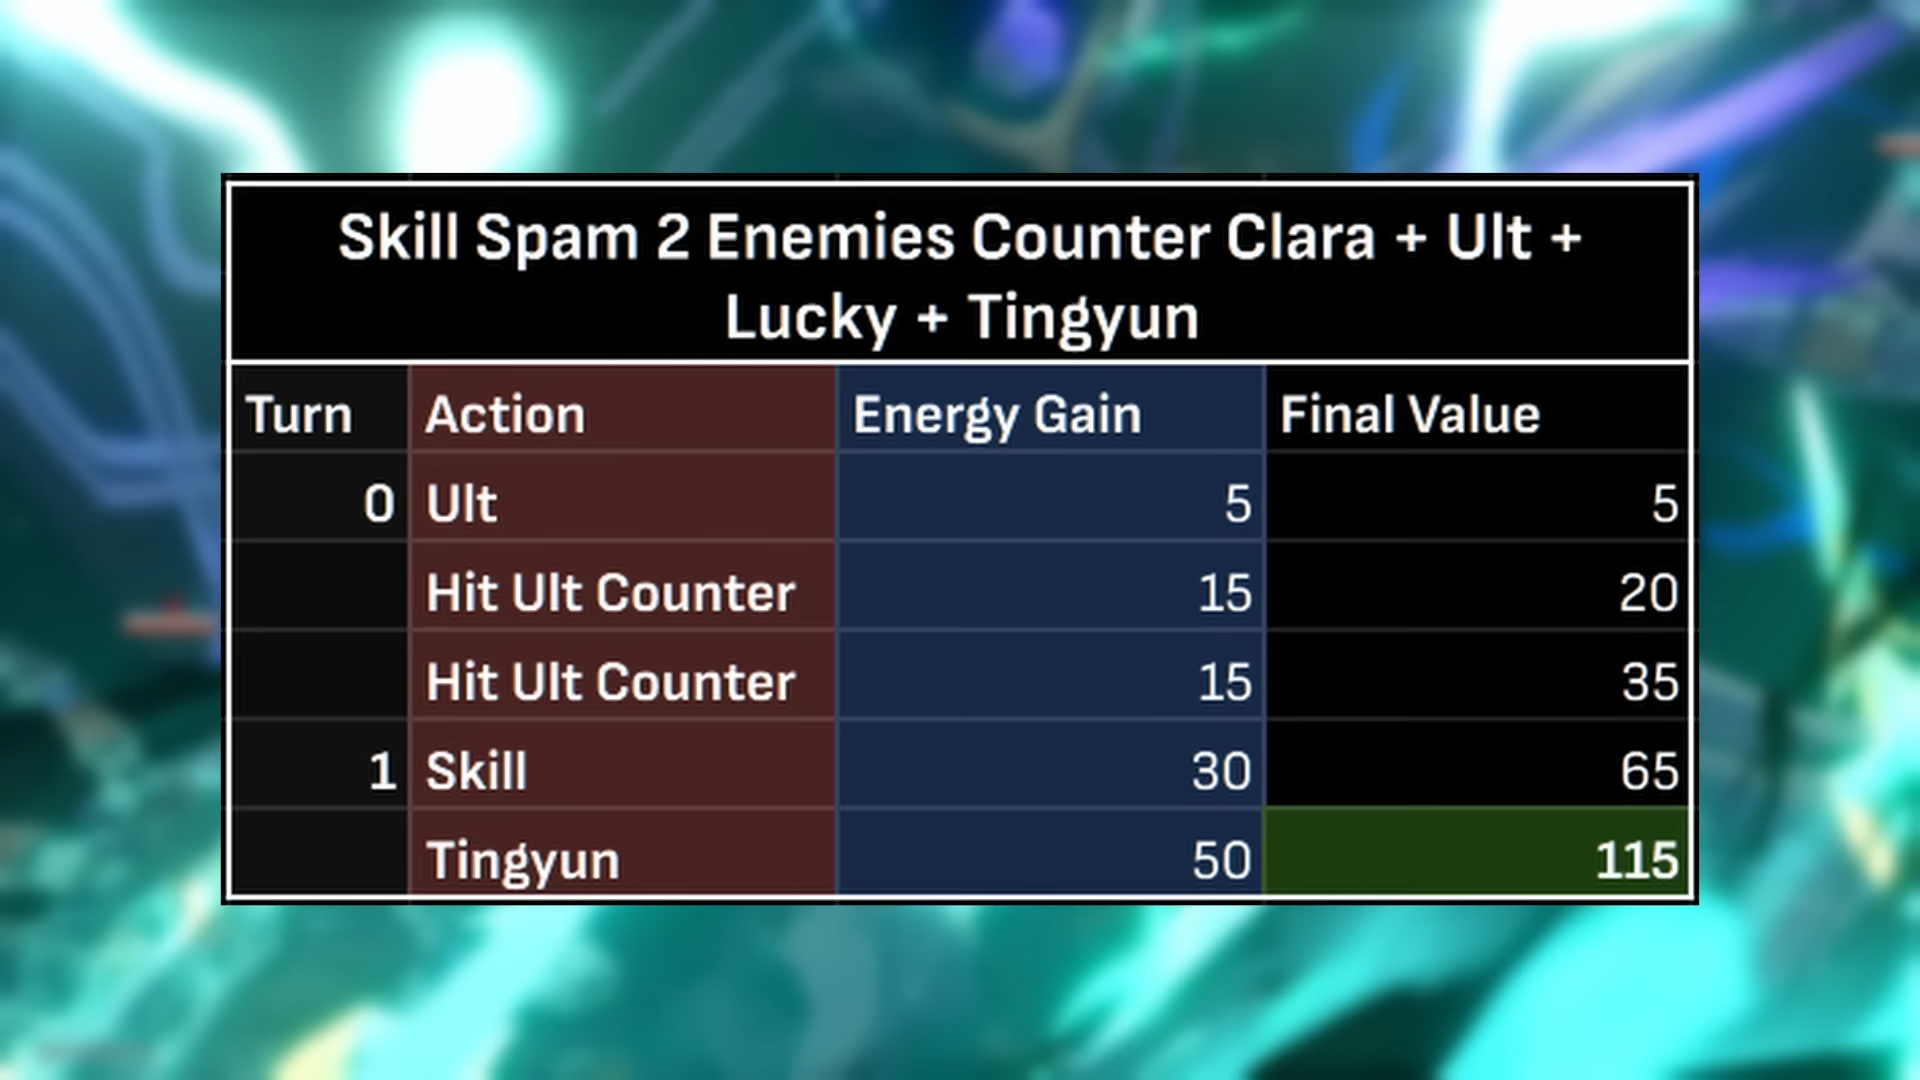 Skill Spam 2 Enemies Counter Clara + Ult +
Lucky + Tingyun
Turn Action Energy Gain Final Value
0 Ult 5 5
Hit Ult Counter 15 20
Hit Ult Counter 15 35
1 Skill 30 65
Tingyun 50 115